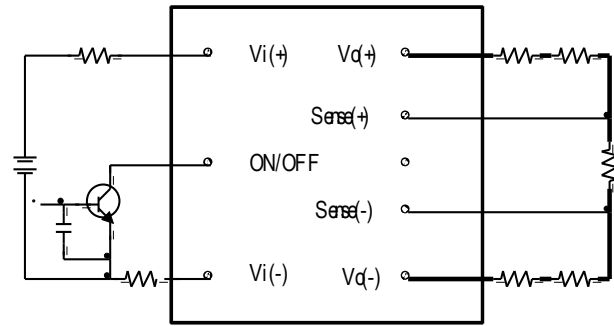 Vi(+) Vo(+)
Sense(+)
ON/OFF
Sense(-)
Vi(-) Vo(-)